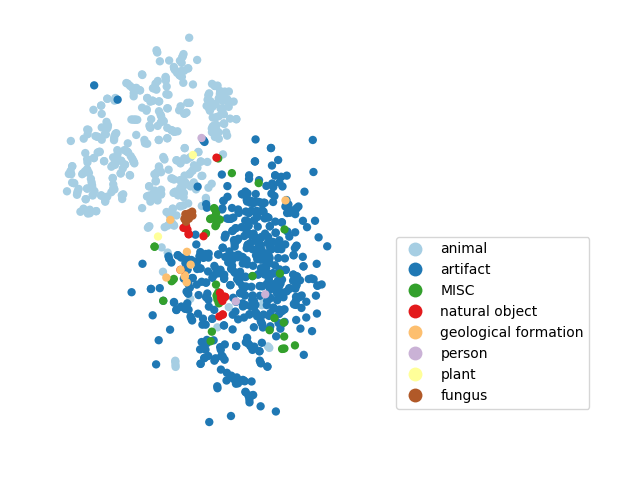 animal
artifact
MISC
natural object
geological formation
person
plant
fungus